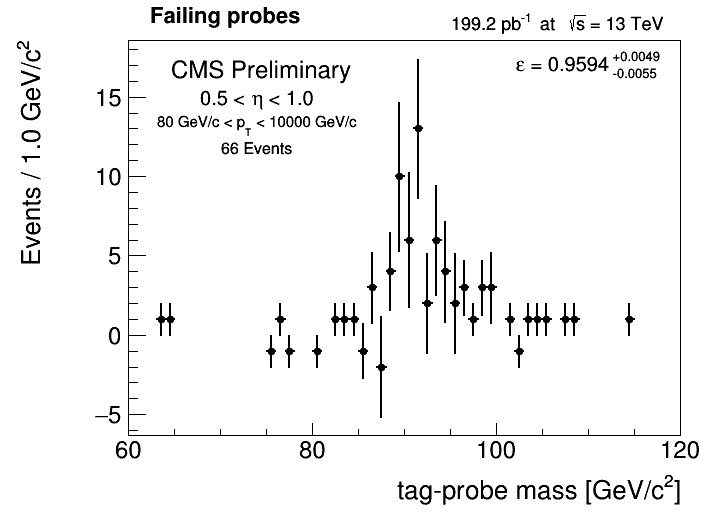 Failing probes
199.2 pb⁻¹ at √s = 13 TeV
CMS Preliminary
0.5 < η < 1.0
80 GeV/c < p_T < 10000 GeV/c
66 Events
ε = 0.9594 +0.0049 -0.0055
Events / 1.0 GeV/c²
15
10
5
0
−5
60 80 100 120
tag-probe mass [GeV/c²]